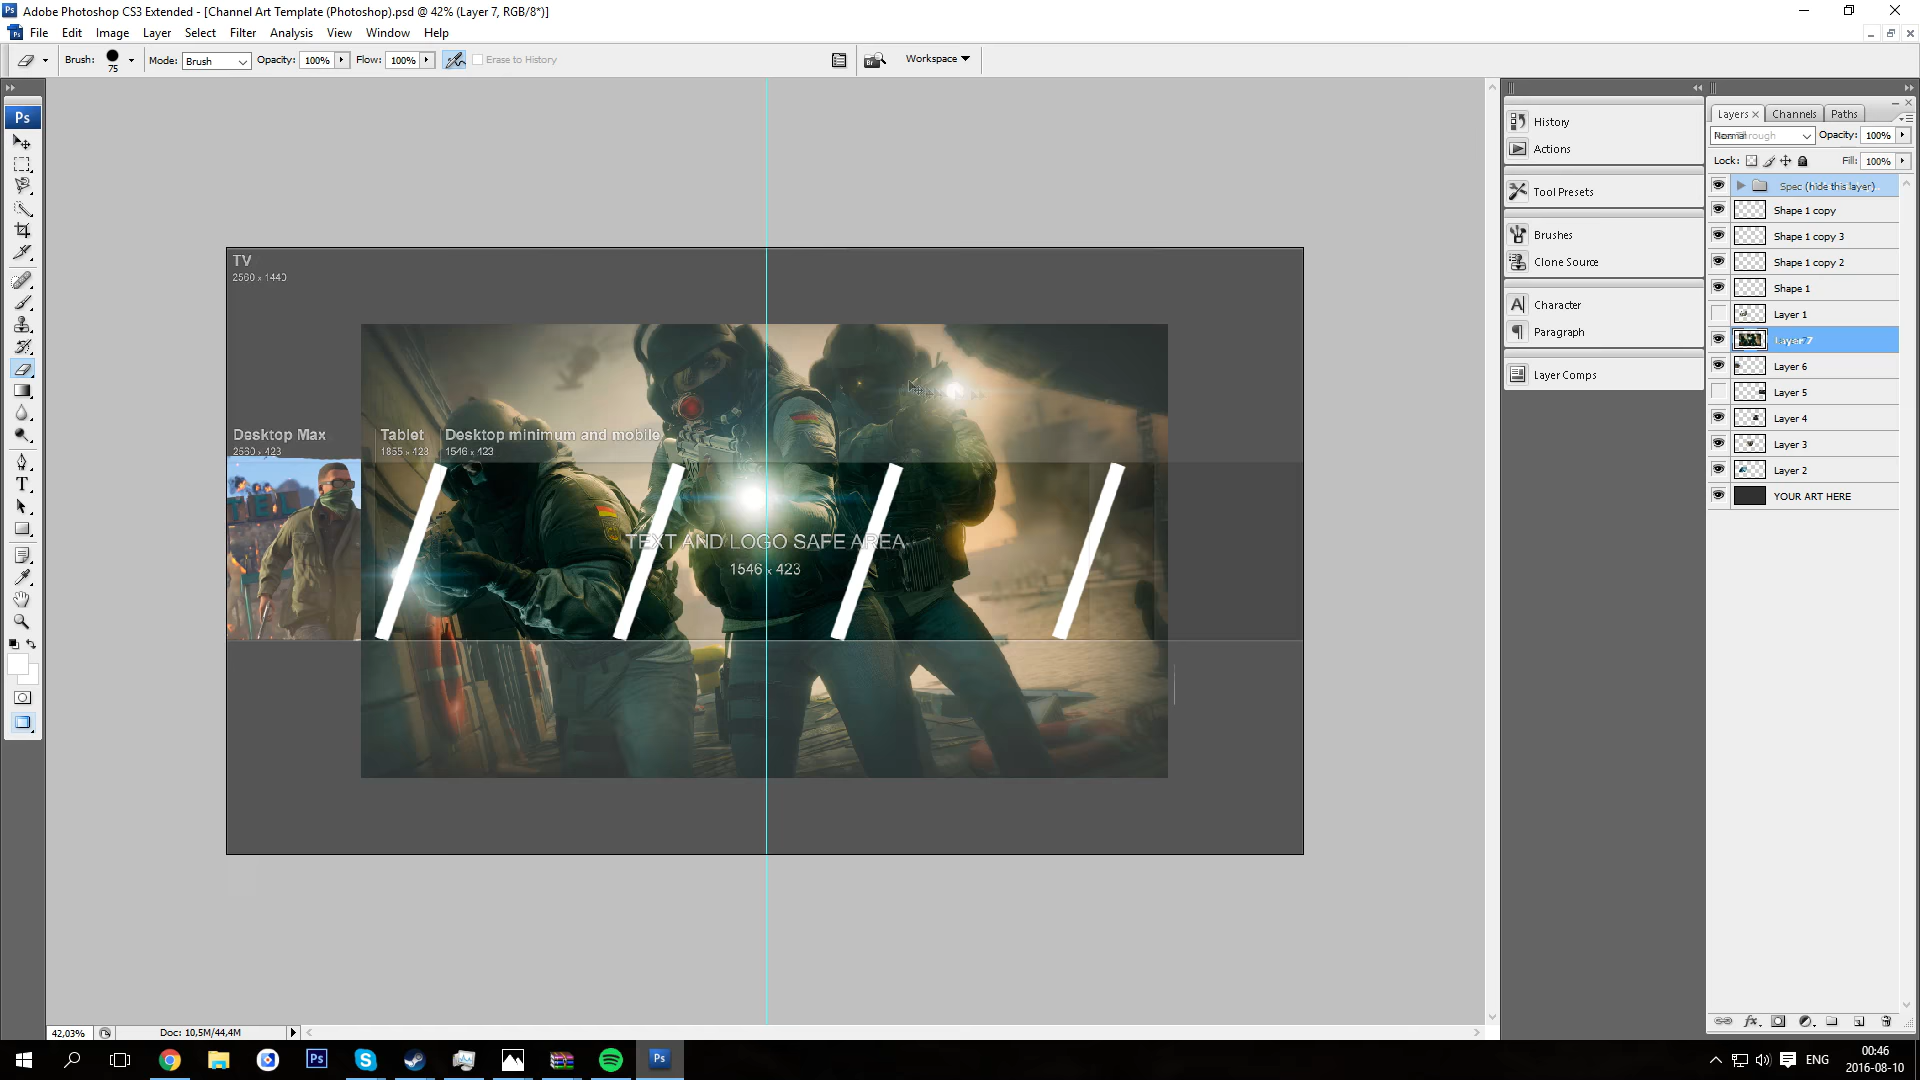 Adobe Photoshop CS3 Extended - [Channel Art Template (Photoshop).psd @ 42% (Layer 7, RGB/8*)]
File Edit Image Layer Select Filter Analysis View Window Help
Brush: 75 Mode: Brush Opacity: 100% Flow: 100% Erase to History Workspace
Ps
History
Actions
Tool Presets
Brushes
Clone Source
Character
Paragraph
Layer Comps
Layers Channels Paths
Opacity: 100%
Lock: Fill: 100%
Spec (hide this layer)
Shape 1 copy
Shape 1 copy 3
Shape 1 copy 2
Shape 1
Layer 1
Layer 7
Layer 6
Layer 5
Layer 4
Layer 3
Layer 2
YOUR ART HERE
TV
2560 x 1440
Desktop Max
2560 x 423
Tablet
1855 x 423
Desktop minimum and mobile
1546 x 423
TEXT AND LOGO SAFE AREA
1546 x 423
42,03% Doc: 10,5M/44,4M
ENG
00:46
2016-08-10